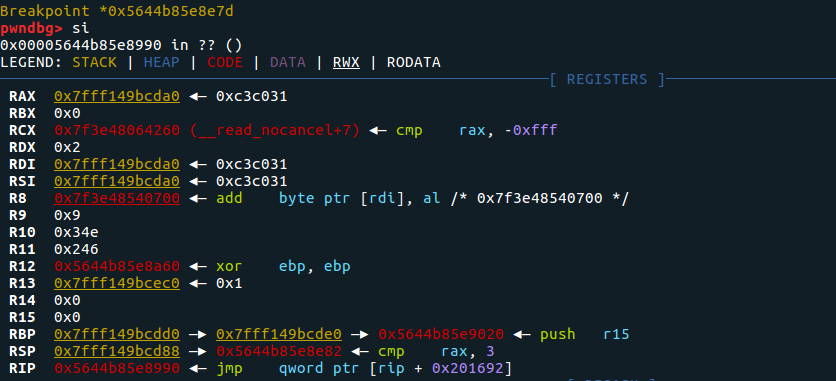 Breakpoint *0x5644b85e8e7d
pwndbg> si
0x00005644b85e8990 in ?? ()
LEGEND: STACK | HEAP | CODE | DATA | RWX | RODATA
[ REGISTERS ]
RAX 0x7fff149bcda0 ◂— 0xc3c031
RBX 0x0
RCX 0x7f3e48064260 (__read_nocancel+7) ◂— cmp rax, -0xfff
RDX 0x2
RDI 0x7fff149bcda0 ◂— 0xc3c031
RSI 0x7fff149bcda0 ◂— 0xc3c031
R8 0x7f3e48540700 ◂— add byte ptr [rdi], al /* 0x7f3e48540700 */
R9 0x9
R10 0x34e
R11 0x246
R12 0x5644b85e8a60 ◂— xor ebp, ebp
R13 0x7fff149bcec0 ◂— 0x1
R14 0x0
R15 0x0
RBP 0x7fff149bcdd0 —▸ 0x7fff149bcde0 —▸ 0x5644b85e9020 ◂— push r15
RSP 0x7fff149bcd88 —▸ 0x5644b85e8e82 ◂— cmp rax, 3
RIP 0x5644b85e8990 ◂— jmp qword ptr [rip + 0x201692]